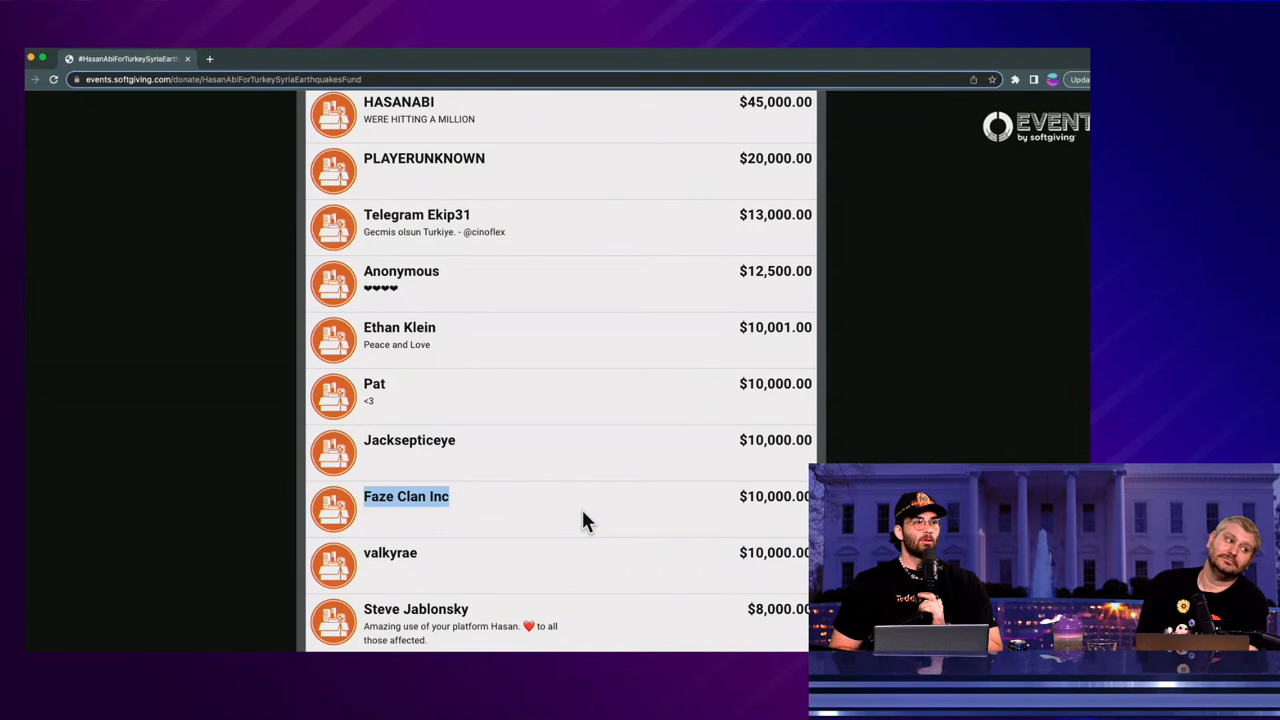 #HasanAbiForTurkeySyriaEarth
events.softgiving.com/donate/HasanAbiForTurkeySyriaEarthquakesFund
Upda
HASANABI $45,000.00
WERE HITTING A MILLION
EVENT
by softgiving
PLAYERUNKNOWN $20,000.00
Telegram Ekip31 $13,000.00
Gecmis olsun Turkiye. - @cinoflex
Anonymous $12,500.00
❤❤❤❤
Ethan Klein $10,001.00
Peace and Love
Pat $10,000.00
<3
Jacksepticeye $10,000.00
Faze Clan Inc $10,000.00
valkyrae $10,000.00
Steve Jablonsky $8,000.00
Amazing use of your platform Hasan. ❤️ to all
those affected.